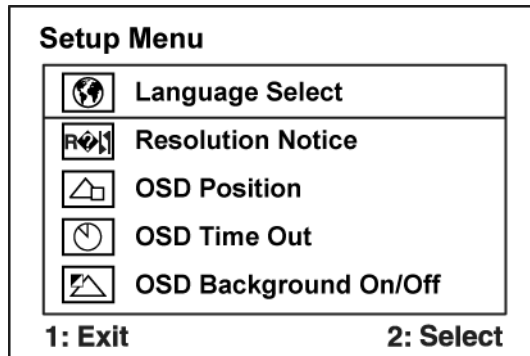 Setup Menu
Language Select
Resolution Notice
OSD Position
OSD Time Out
OSD Background On/Off
1: Exit
2: Select